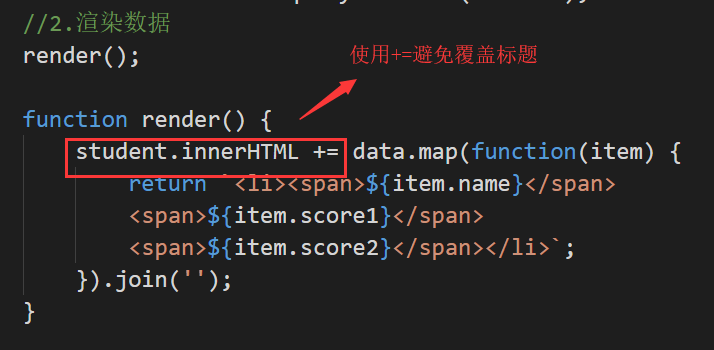 //2.渲染数据
render();
使用+=避免覆盖标题
function render() {
student.innerHTML += data.map(function(item) {
return `<li><span>${item.name}</span>
<span>${item.score1}</span>
<span>${item.score2}</span></li>`;
}).join('');
}